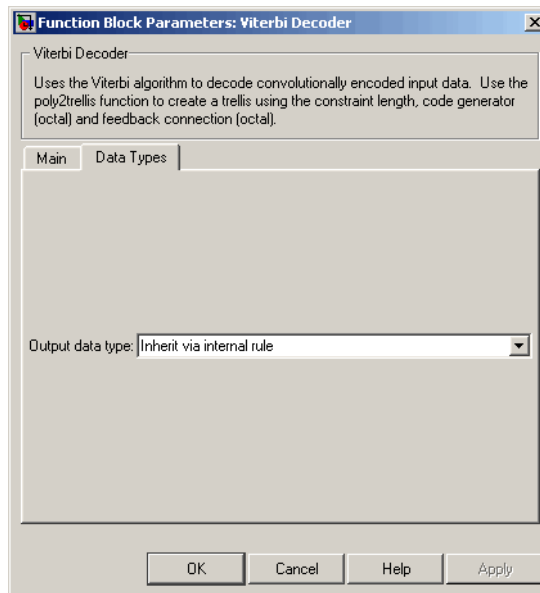 Function Block Parameters: Viterbi Decoder
Viterbi Decoder
Uses the Viterbi algorithm to decode convolutionally encoded input data. Use the
poly2trellis function to create a trellis using the constraint length, code generator
(octal) and feedback connection (octal).
Main Data Types
Output data type: Inherit via internal rule
OK Cancel Help Apply